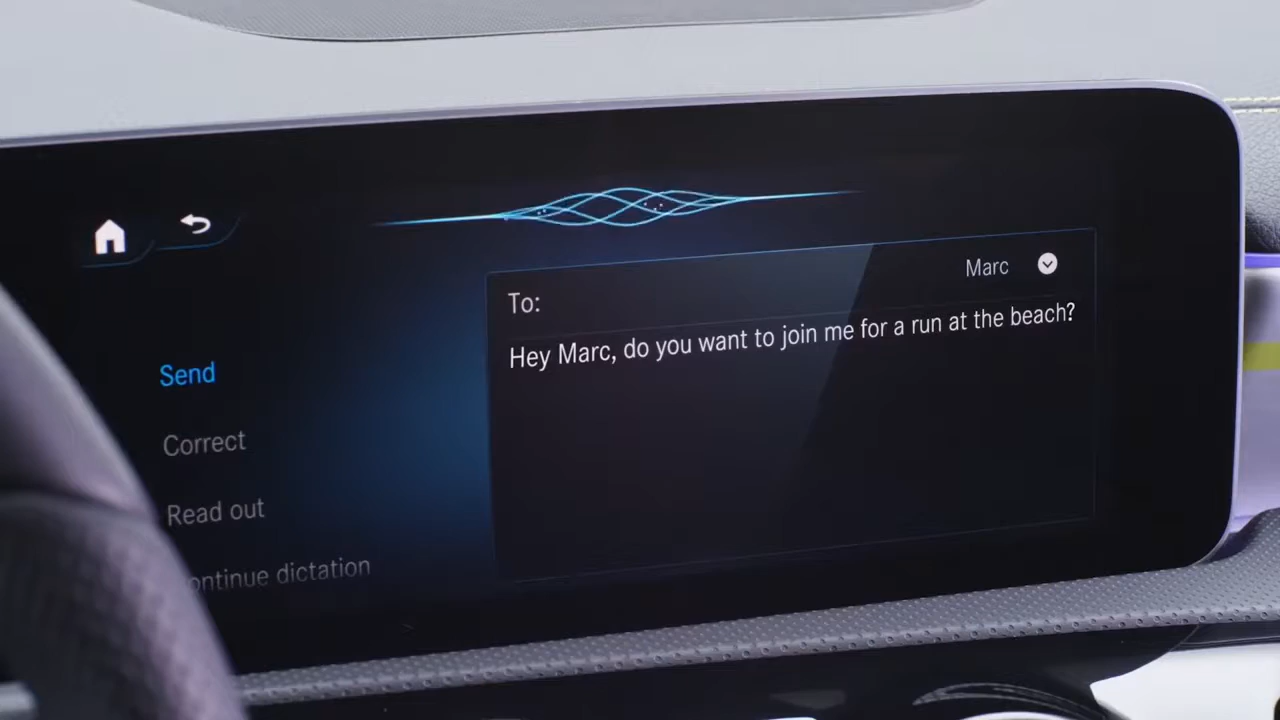 To:
Marc
Hey Marc, do you want to join me for a run at the beach?
Send
Correct
Read out
dictation